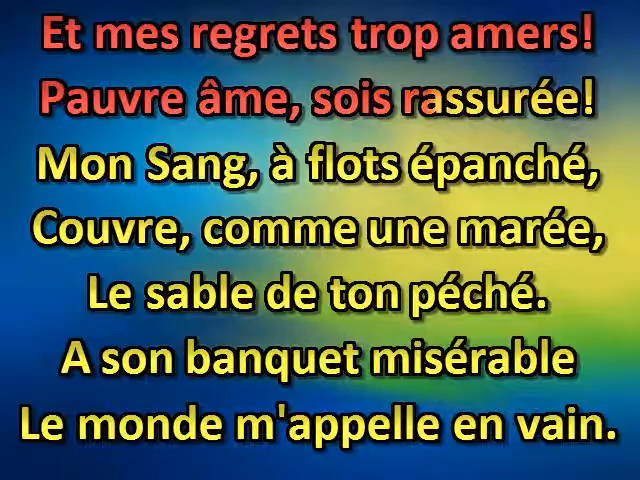 Et mes regrets trop amers!
Pauvre âme, sois rassurée!
Mon Sang, à flots épanché,
Couvre, comme une marée,
Le sable de ton péché.
A son banquet misérable
Le monde m'appelle en vain.